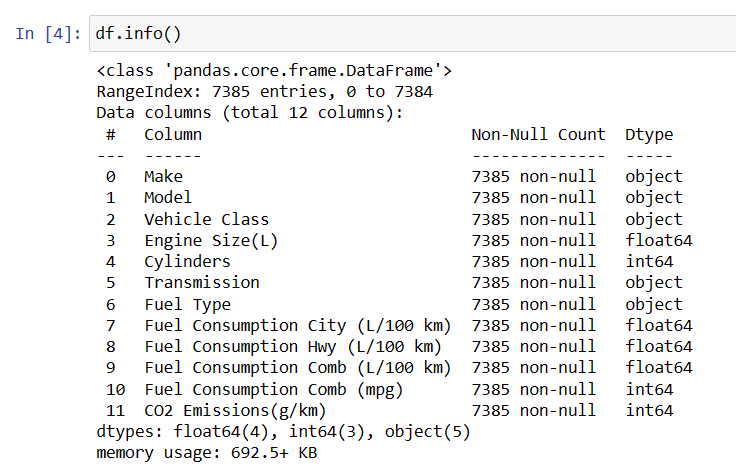 In [4]: df.info()
<class 'pandas.core.frame.DataFrame'>
RangeIndex: 7385 entries, 0 to 7384
Data columns (total 12 columns):
 #   Column                            Non-Null Count  Dtype
---  ------                            --------------  -----
 0   Make                              7385 non-null   object
 1   Model                             7385 non-null   object
 2   Vehicle Class                     7385 non-null   object
 3   Engine Size(L)                    7385 non-null   float64
 4   Cylinders                         7385 non-null   int64
 5   Transmission                      7385 non-null   object
 6   Fuel Type                         7385 non-null   object
 7   Fuel Consumption City (L/100 km)  7385 non-null   float64
 8   Fuel Consumption Hwy (L/100 km)   7385 non-null   float64
 9   Fuel Consumption Comb (L/100 km)  7385 non-null   float64
 10  Fuel Consumption Comb (mpg)       7385 non-null   int64
 11  CO2 Emissions(g/km)               7385 non-null   int64
dtypes: float64(4), int64(3), object(5)
memory usage: 692.5+ KB